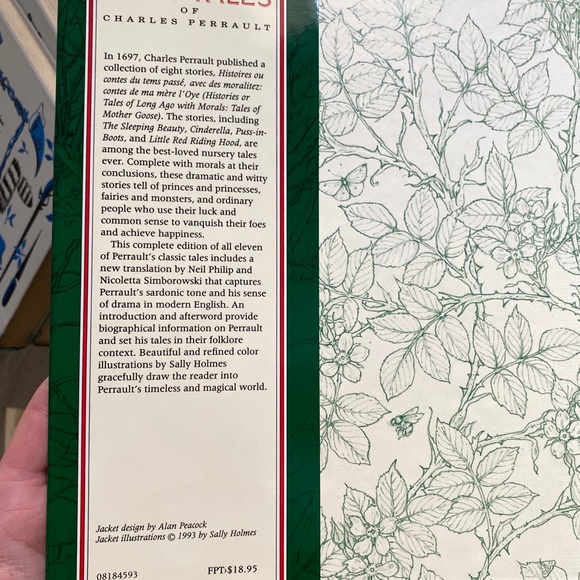 OF
CHARLES PERRAULT
In 1697, Charles Perrault published a
collection of eight stories, Histoires ou
contes du tems passé, avec des moralitez:
contes de ma mère l'Oye (Histories or
Tales of Long Ago with Morals: Tales of
Mother Goose). The stories, including
The Sleeping Beauty, Cinderella, Puss-in-
Boots, and Little Red Riding Hood, are
among the best-loved nursery tales
ever. Complete with morals at their
conclusions, these dramatic and witty
stories tell of princes and princesses,
fairies and monsters, and ordinary
people who use their luck and
common sense to vanquish their foes
and achieve happiness.
This complete edition of all eleven
of Perrault's classic tales includes a
new translation by Neil Philip and
Nicoletta Simborowski that captures
Perrault's sardonic tone and his sense
of drama in modern English. An
introduction and afterword provide
biographical information on Perrault
and set his tales in their folklore
context. Beautiful and refined color
illustrations by Sally Holmes
gracefully draw the reader into
Perrault's timeless and magical world.
Jacket design by Alan Peacock
Jacket illustrations © 1993 by Sally Holmes
08184593 FPT>$18.95